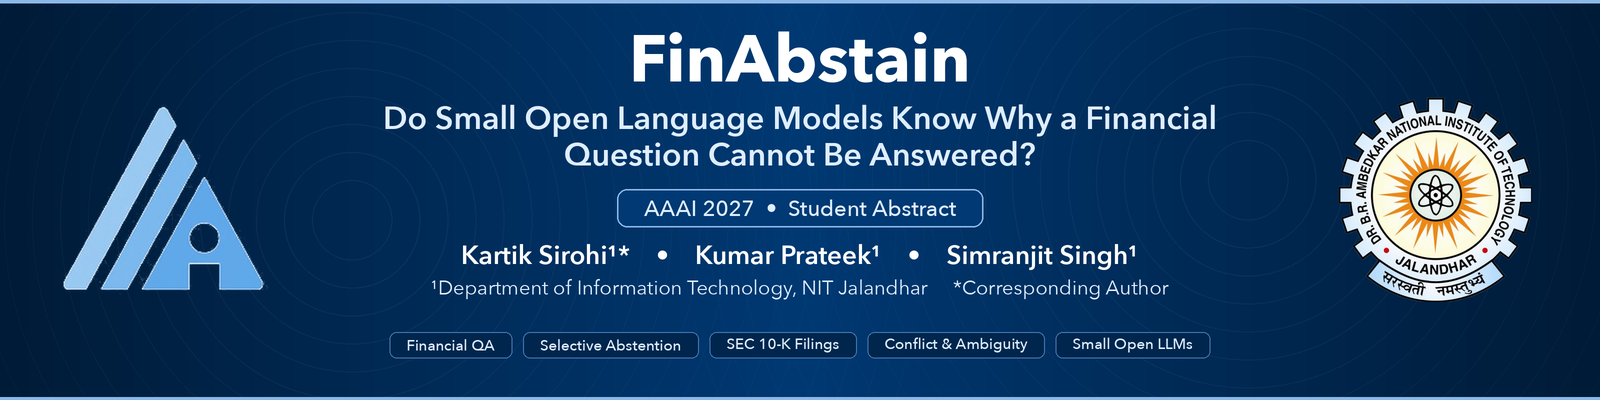 FinAbstain
Do Small Open Language Models Know Why a Financial
Question Cannot Be Answered?
AAAI 2027 • Student Abstract
Kartik Sirohi¹* • Kumar Prateek¹ • Simranjit Singh¹
¹Department of Information Technology, NIT Jalandhar *Corresponding Author
Financial QA
Selective Abstention
SEC 10-K Filings
Conflict & Ambiguity
Small Open LLMs
DR. B.R. AMBEDKAR NATIONAL INSTITUTE OF TECHNOLOGY
• JALANDHAR •
सरस्वती नमस्तुभ्यं